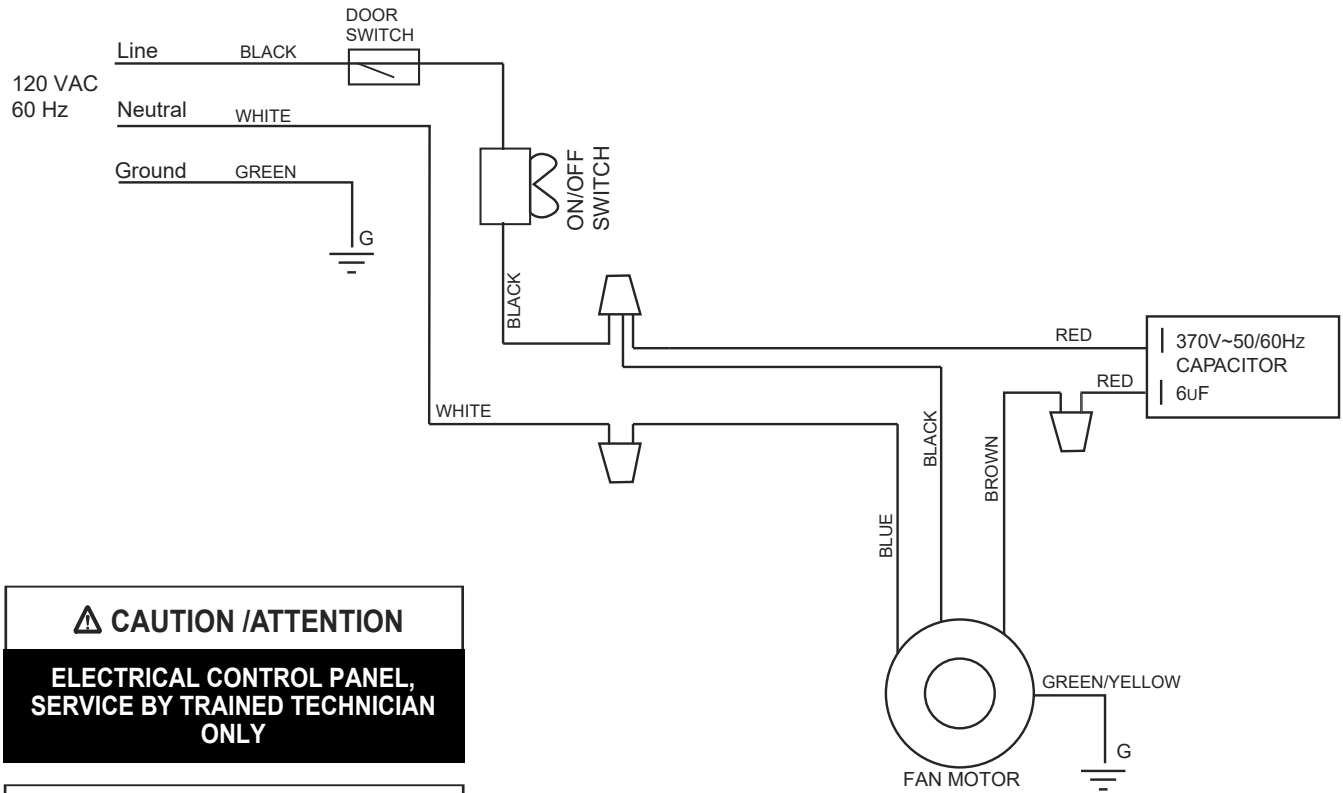 DOOR
SWITCH
Line
BLACK
120 VAC
60 Hz
Neutral
WHITE
Ground
GREEN
G
ON/OFF
SWITCH
BLACK
RED
370V~50/60Hz
CAPACITOR
RED
6uF
WHITE
BLACK
BROWN
BLUE
⚠ CAUTION /ATTENTION
ELECTRICAL CONTROL PANEL,
SERVICE BY TRAINED TECHNICIAN
ONLY
GREEN/YELLOW
G
FAN MOTOR